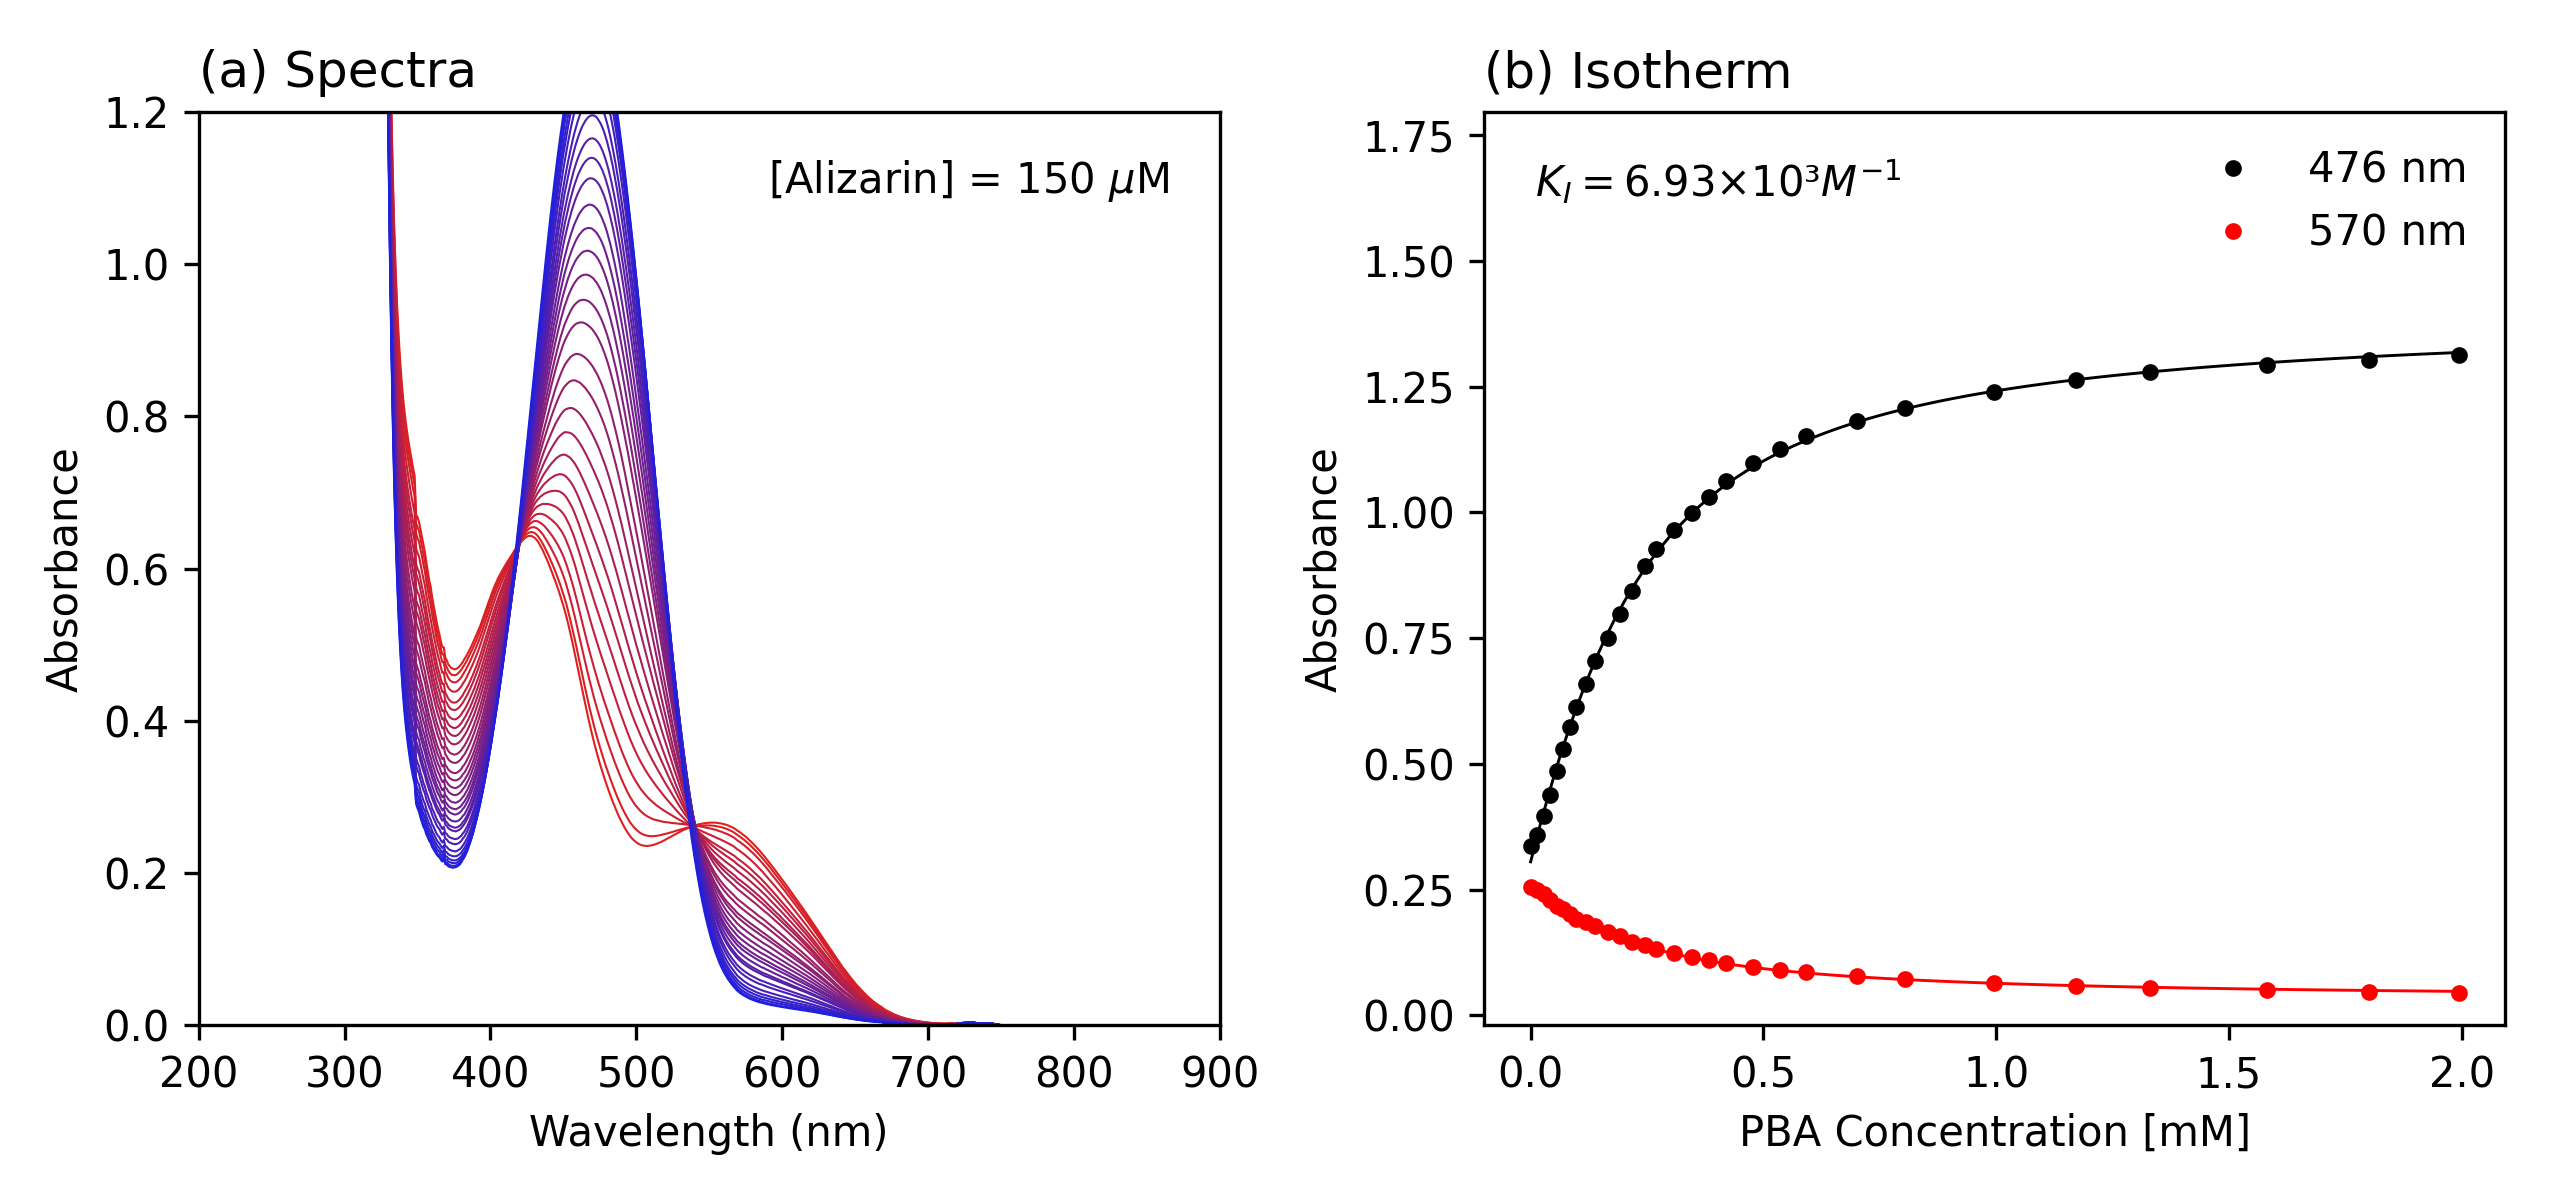 (a) Spectra
1.2
1.0
0.8
0.6
0.4
0.2
0.0
Absorbance
[Alizarin] = 150 μM
200 300 400 500 600 700 800 900
Wavelength (nm)
(b) Isotherm
1.75
1.50
1.25
1.00
0.75
0.50
0.25
0.00
Absorbance
K_I = 6.93×10³M⁻¹
476 nm
570 nm
0.0 0.5 1.0 1.5 2.0
PBA Concentration [mM]